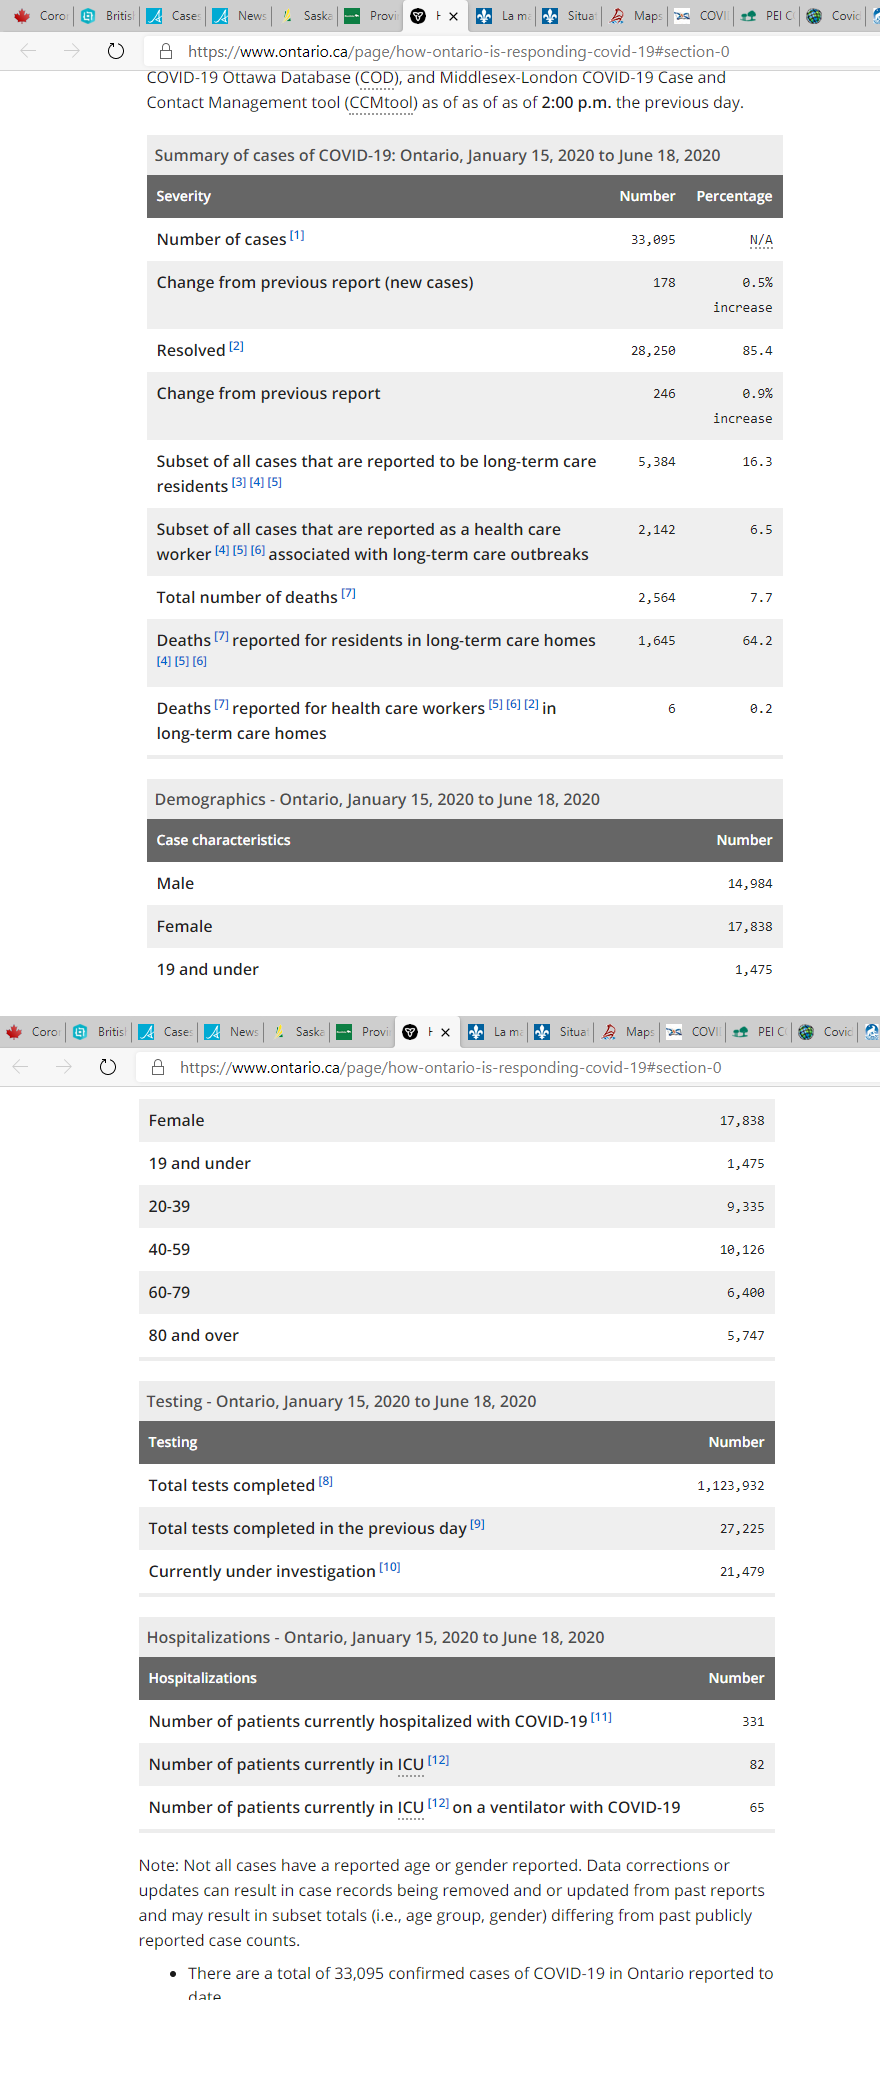 Coror Britisl Cases News Saska Provi H La ma Situat Maps COVI PEI C Covid
https://www.ontario.ca/page/how-ontario-is-responding-covid-19#section-0
COVID-19 Ottawa Database (COD), and Middlesex-London COVID-19 Case and
Contact Management tool (CCMtool) as of as of as of 2:00 p.m. the previous day.
Summary of cases of COVID-19: Ontario, January 15, 2020 to June 18, 2020
Severity Number Percentage
Number of cases [1] 33,095 N/A
Change from previous report (new cases) 178 0.5%
increase
Resolved [2] 28,250 85.4
Change from previous report 246 0.9%
increase
Subset of all cases that are reported to be long-term care 5,384 16.3
residents [3] [4] [5]
Subset of all cases that are reported as a health care 2,142 6.5
worker [4] [5] [6] associated with long-term care outbreaks
Total number of deaths [7] 2,564 7.7
Deaths [7] reported for residents in long-term care homes 1,645 64.2
[4] [5] [6]
Deaths [7] reported for health care workers [5] [6] [2] in 6 0.2
long-term care homes
Demographics - Ontario, January 15, 2020 to June 18, 2020
Case characteristics Number
Male 14,984
Female 17,838
19 and under 1,475
Coror Britisl Cases News Saska Provi H La ma Situat Maps COVI PEI C Covid
https://www.ontario.ca/page/how-ontario-is-responding-covid-19#section-0
Female 17,838
19 and under 1,475
20-39 9,335
40-59 10,126
60-79 6,400
80 and over 5,747
Testing - Ontario, January 15, 2020 to June 18, 2020
Testing Number
Total tests completed [8] 1,123,932
Total tests completed in the previous day [9] 27,225
Currently under investigation [10] 21,479
Hospitalizations - Ontario, January 15, 2020 to June 18, 2020
Hospitalizations Number
Number of patients currently hospitalized with COVID-19 [11] 331
Number of patients currently in ICU [12] 82
Number of patients currently in ICU [12] on a ventilator with COVID-19 65
Note: Not all cases have a reported age or gender reported. Data corrections or
updates can result in case records being removed and or updated from past reports
and may result in subset totals (i.e., age group, gender) differing from past publicly
reported case counts.
• There are a total of 33,095 confirmed cases of COVID-19 in Ontario reported to
date